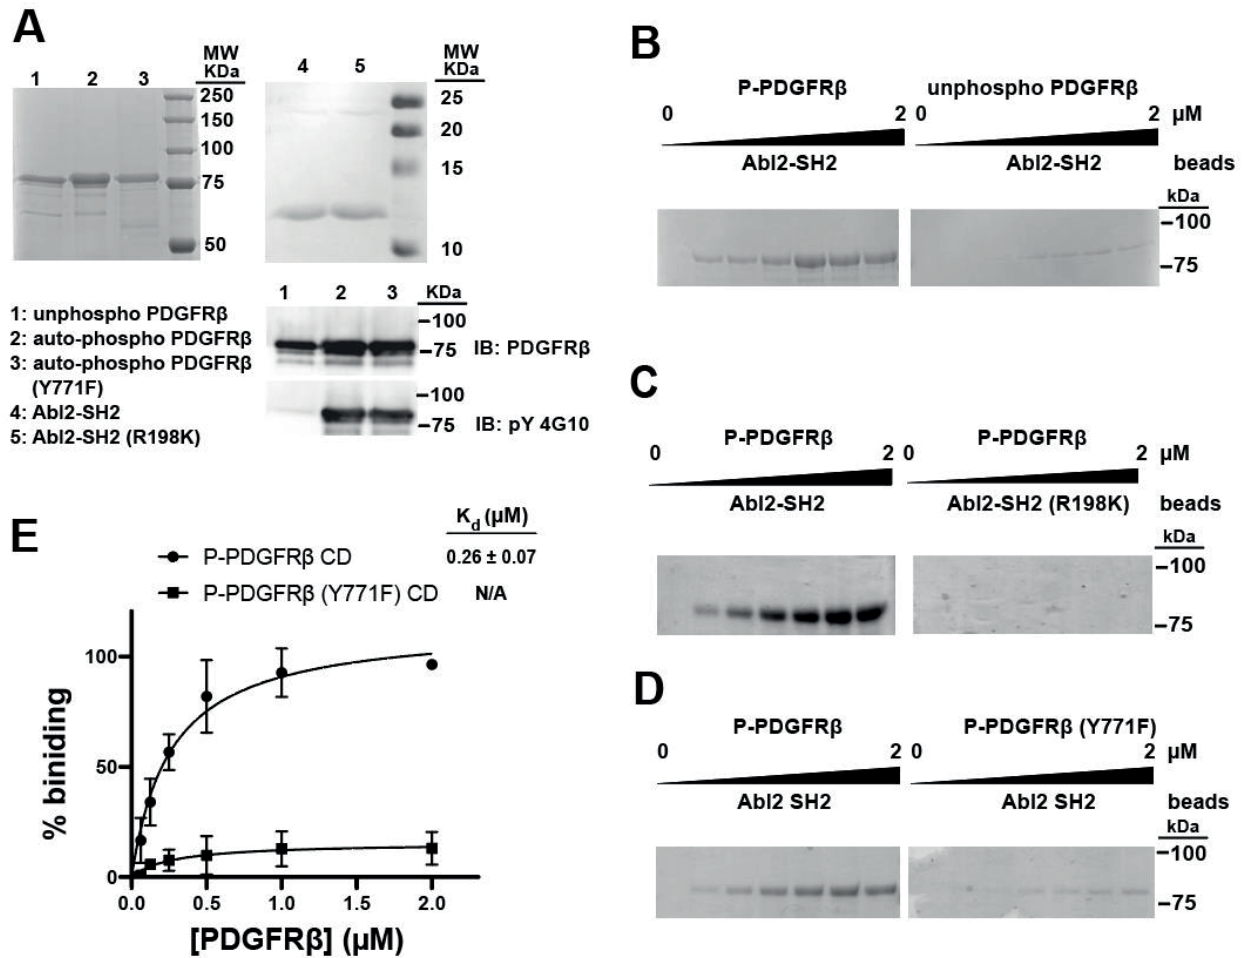 A
MW
KDa
1 2 3
250
150
100
75
50
4 5
MW
KDa
25
20
15
10
1: unphospho PDGFRβ
2: auto-phospho PDGFRβ
3: auto-phospho PDGFRβ
(Y771F)
4: Abl2-SH2
5: Abl2-SH2 (R198K)
1 2 3 KDa
–100
–75 IB: PDGFRβ
–100
–75 IB: pY 4G10
B
P-PDGFRβ unphospho PDGFRβ
0 2 0 2 µM
Abl2-SH2 Abl2-SH2 beads
kDa
–100
–75
C
P-PDGFRβ P-PDGFRβ
0 2 0 2 µM
Abl2-SH2 Abl2-SH2 (R198K) beads
kDa
–100
–75
D
P-PDGFRβ P-PDGFRβ (Y771F)
0 2 0 2 µM
Abl2 SH2 Abl2 SH2 beads
kDa
–100
–75
E
Kd (µM)
P-PDGFRβ CD 0.26 ± 0.07
P-PDGFRβ (Y771F) CD N/A
% biniding
100
50
0
0.0 0.5 1.0 1.5 2.0
[PDGFRβ] (µM)